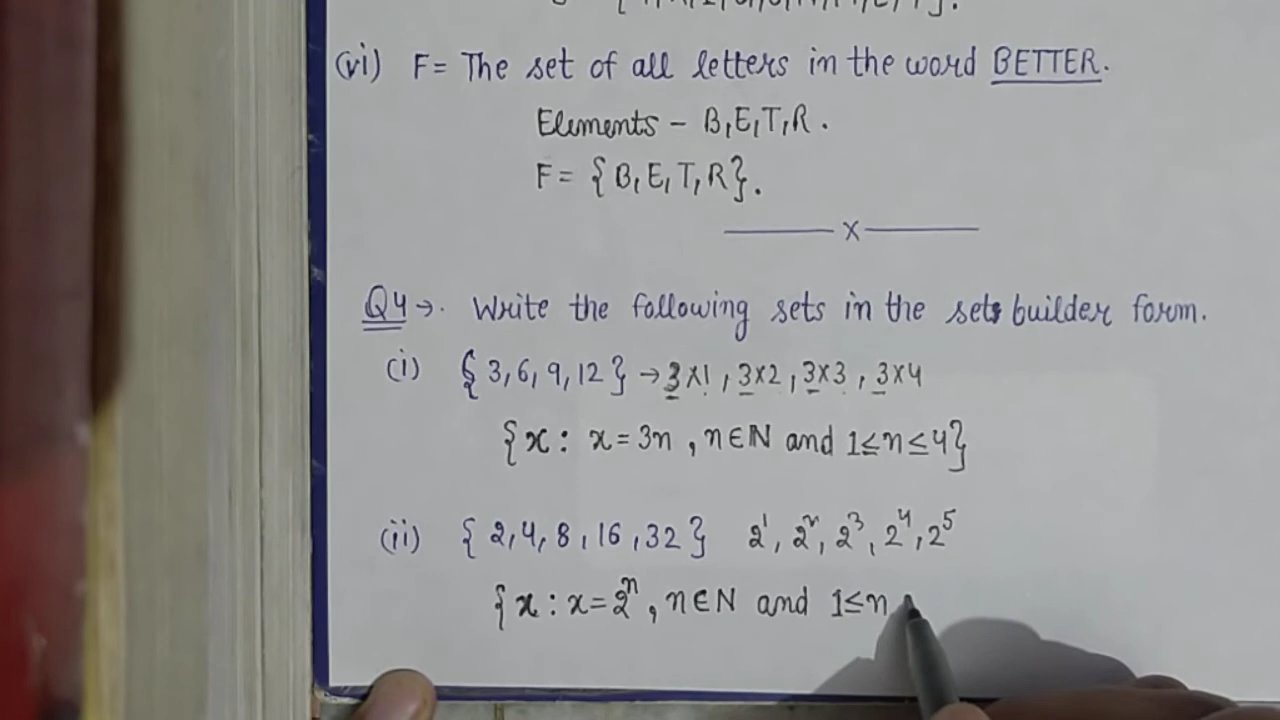 (vi) F = The set of all letters in the word BETTER.
Elements - B, E, T, R.
F = {B, E, T, R}.
x
Q4 →. Write the following sets in the set builder form.
(i) {3, 6, 9, 12} → 3×1, 3×2, 3×3, 3×4
{x : x = 3n, n∈N and 1≤n≤4}
(ii) {2, 4, 8, 16, 32} 2¹, 2², 2³, 2⁴, 2⁵
{x : x = 2ⁿ, n∈N and 1≤n